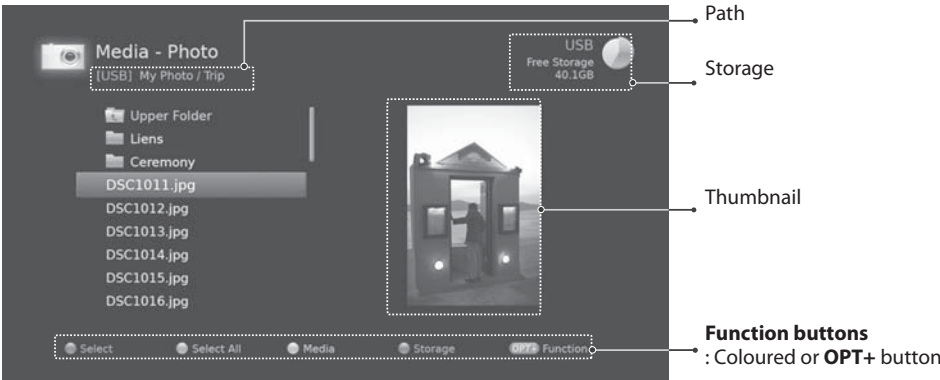 Path
Media - Photo
[USB] My Photo / Trip
USB
Free Storage
40.1GB
Storage
Upper Folder
Liens
Ceremony
DSC1011.jpg
DSC1012.jpg
DSC1013.jpg
DSC1014.jpg
DSC1015.jpg
DSC1016.jpg
Thumbnail
Select Select All Media Storage OPT+ Function
Function buttons
: Coloured or OPT+ button